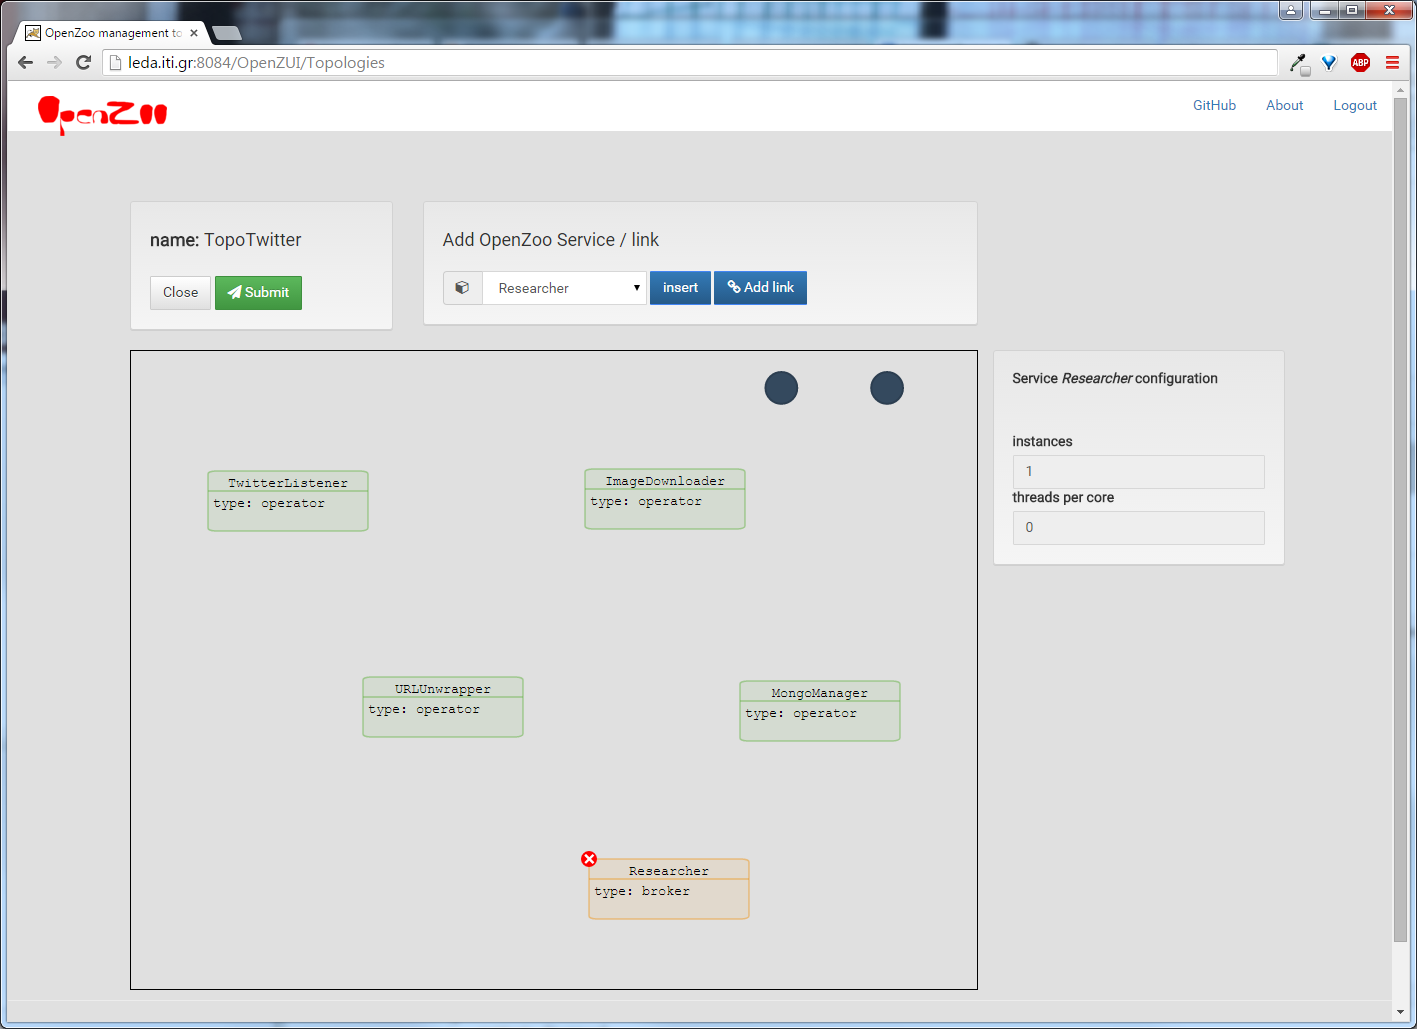 OpenZoo management to
leda.iti.gr:8084/OpenZUI/Topologies
ABP
OpenZoo
GitHub About Logout
name: TopoTwitter
Close Submit
Add OpenZoo Service / link
Researcher insert Add link
Service Researcher configuration
instances
1
threads per core
0
TwitterListener
type: operator
ImageDownloader
type: operator
URLUnwrapper
type: operator
MongoManager
type: operator
Researcher
type: broker